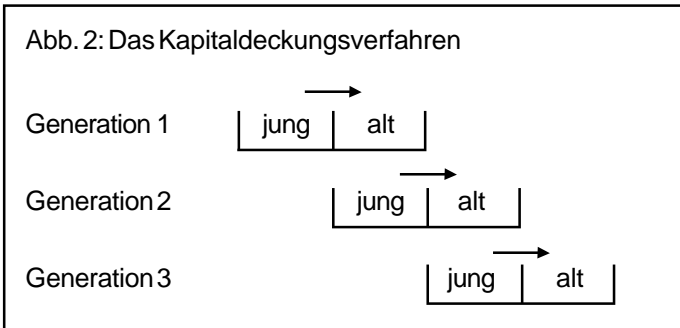 Abb. 2: Das Kapitaldeckungsverfahren
Generation 1 jung alt
Generation 2 jung alt
Generation 3 jung alt